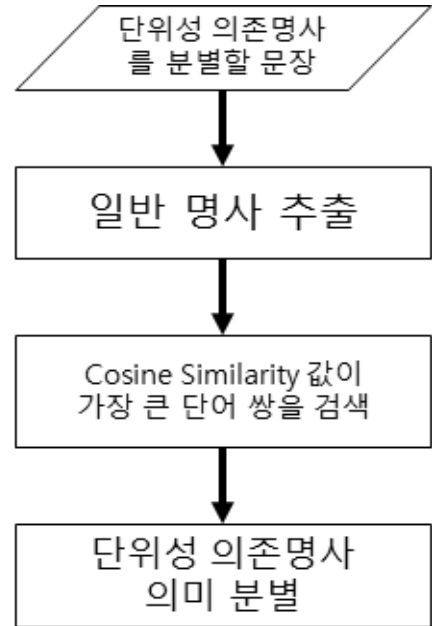 단위성 의존명사
를 분별할 문장
일반 명사 추출
Cosine Similarity 값이
가장 큰 단어 쌍을 검색
단위성 의존명사
의미 분별